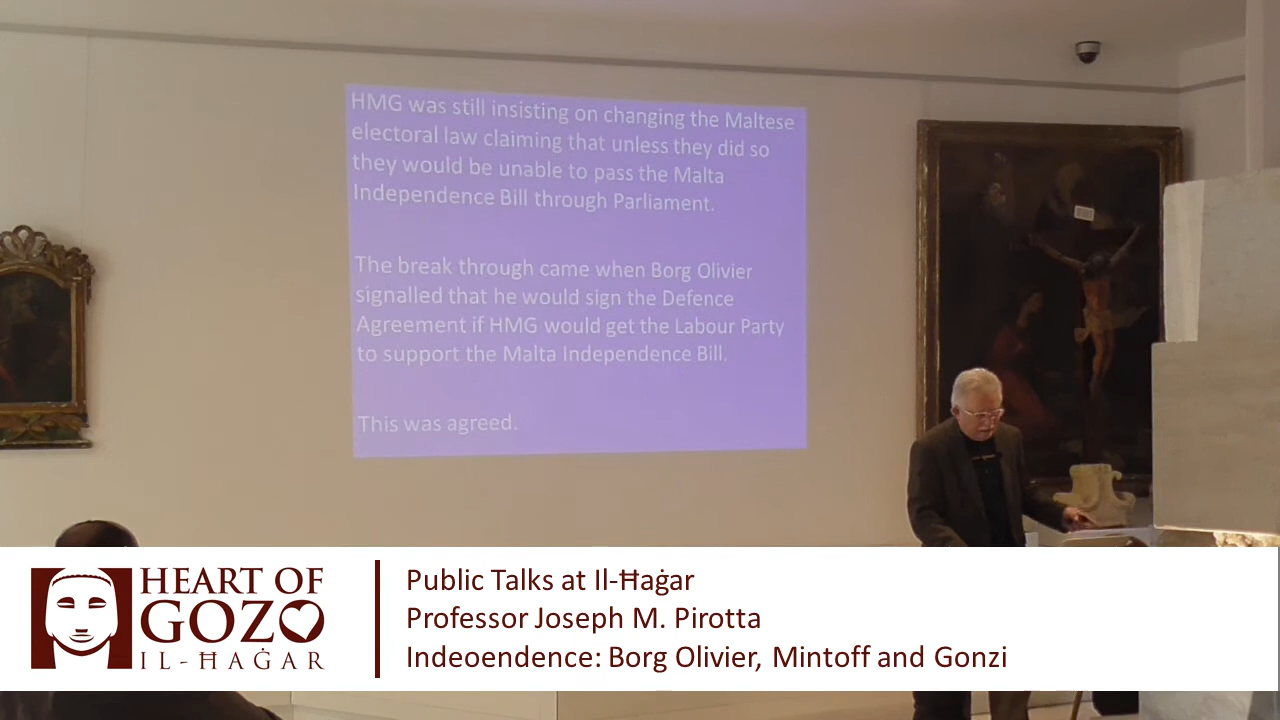 HMG was still insisting on changing the Maltese
electoral law claiming that unless they did so
they would be unable to pass the Malta
Independence Bill through Parliament.
The break through came when Borg Olivier
signalled that he would sign the Defence
Agreement if HMG would get the Labour Party
to support the Malta Independence Bill.
This was agreed.
HEART OF
GOZO
IL-ĦAĠAR
Public Talks at Il-Ħaġar
Professor Joseph M. Pirotta
Indeoendence: Borg Olivier, Mintoff and Gonzi